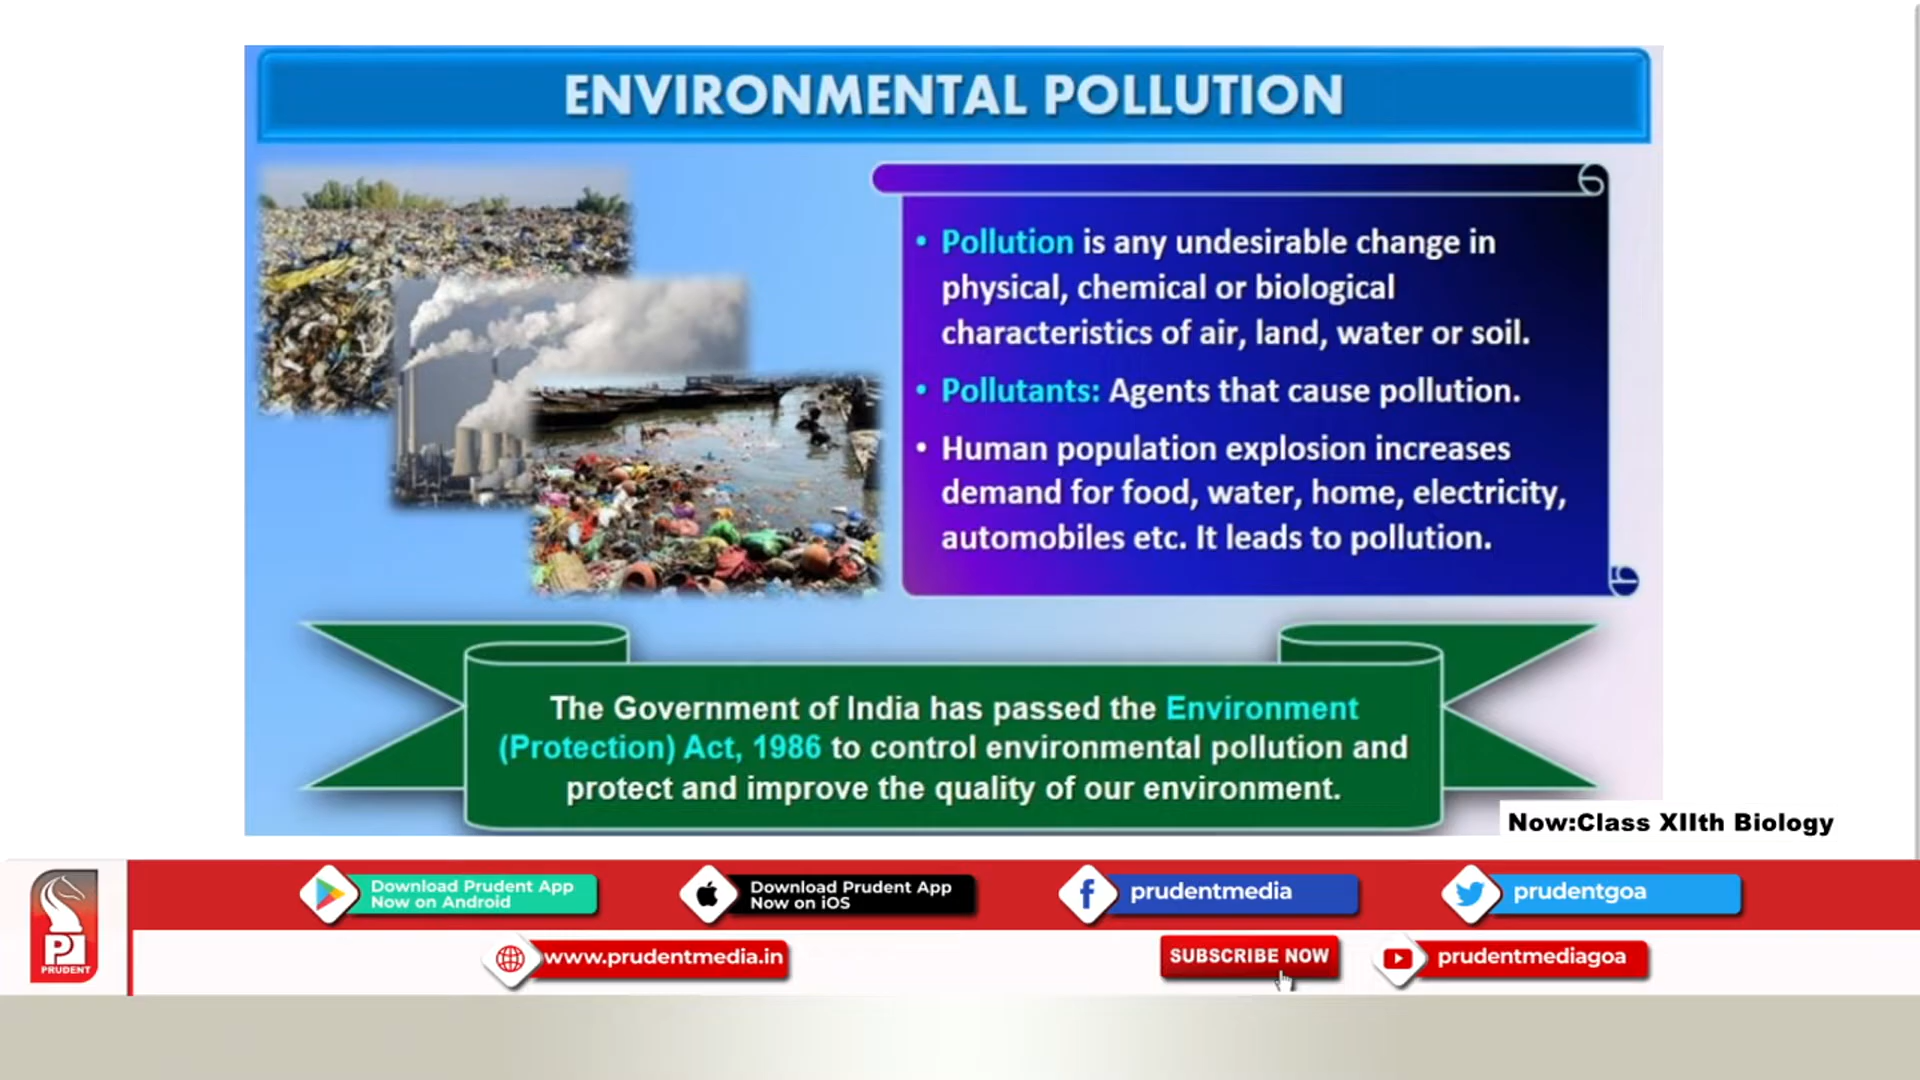 ENVIRONMENTAL POLLUTION
• Pollution is any undesirable change in
physical, chemical or biological
characteristics of air, land, water or soil.
• Pollutants: Agents that cause pollution.
• Human population explosion increases
demand for food, water, home, electricity,
automobiles etc. It leads to pollution.
The Government of India has passed the Environment
(Protection) Act, 1986 to control environmental pollution and
protect and improve the quality of our environment.
Now:Class XIIth Biology
Download Prudent App
Now on Android
Download Prudent App
Now on iOS
prudentmedia
prudentgoa
PRUDENT
www.prudentmedia.in
SUBSCRIBE NOW
prudentmediagoa